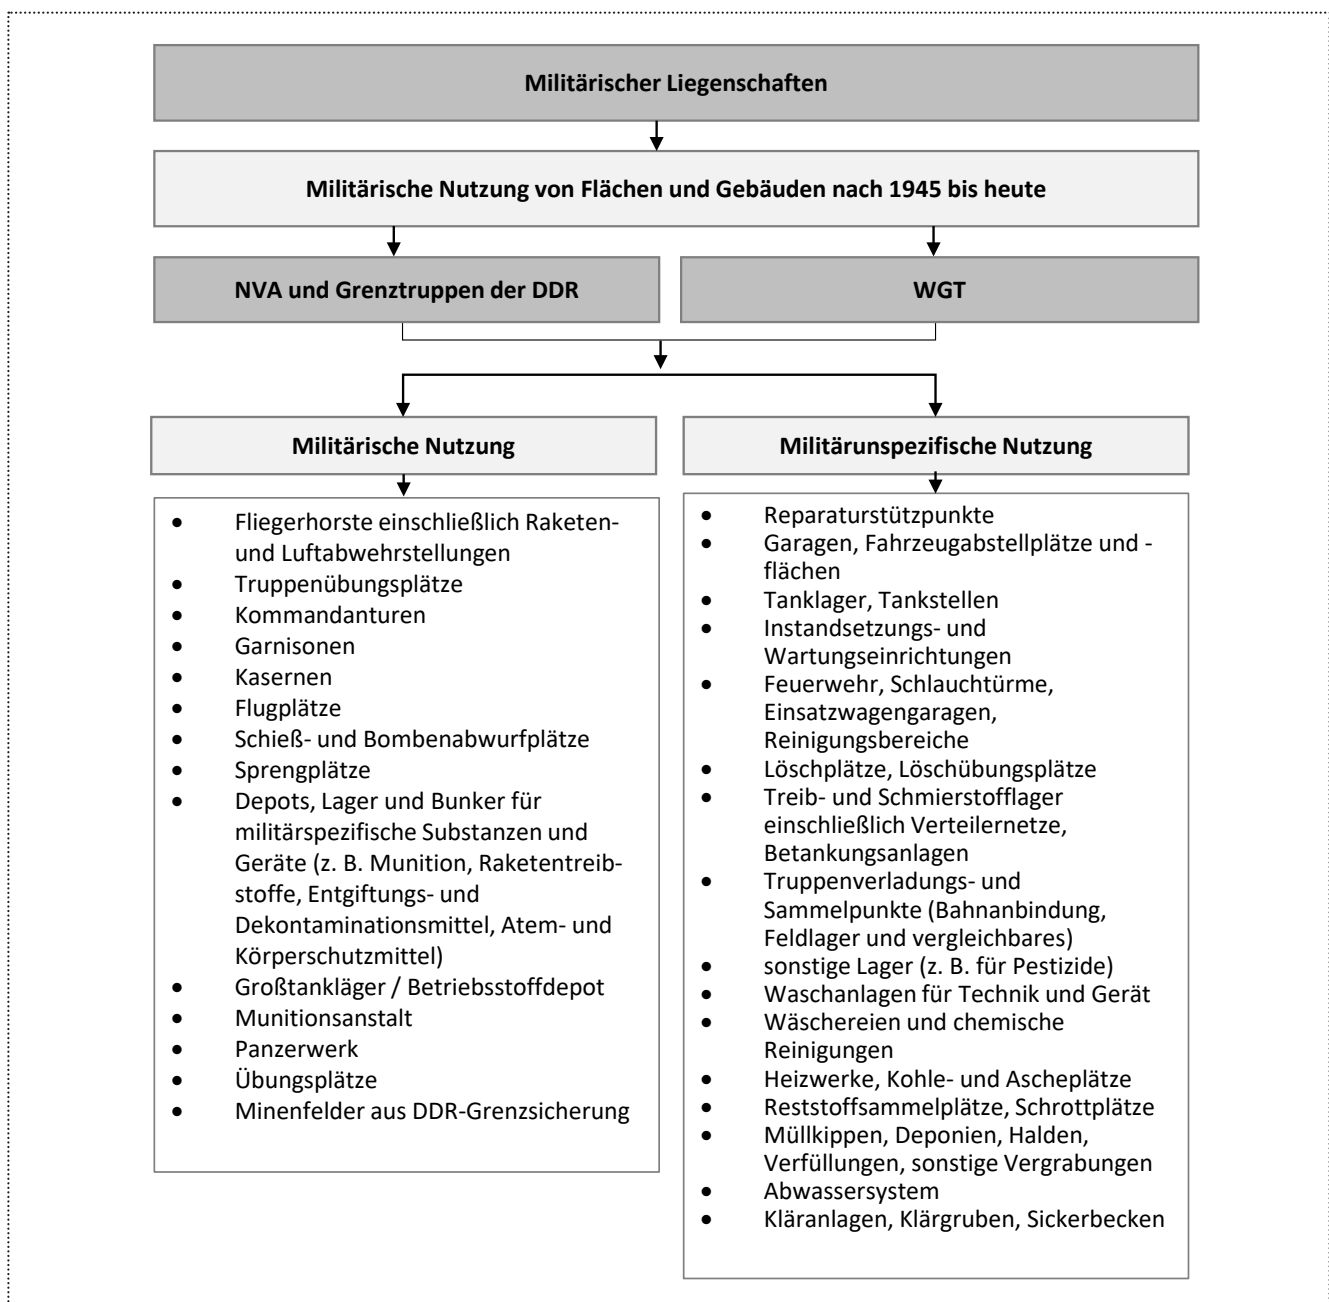 Militärischer Liegenschaften
Militärische Nutzung von Flächen und Gebäuden nach 1945 bis heute
NVA und Grenztruppen der DDR
WGT
Militärische Nutzung
Militärunspezifische Nutzung
• Fliegerhorste einschließlich Raketen-
und Luftabwehrstellungen
• Truppenübungsplätze
• Kommandanturen
• Garnisonen
• Kasernen
• Flugplätze
• Schieß- und Bombenabwurfplätze
• Sprengplätze
• Depots, Lager und Bunker für
militärspezifische Substanzen und
Geräte (z. B. Munition, Raketentreib-
stoffe, Entgiftungs- und
Dekontaminationsmittel, Atem- und
Körperschutzmittel)
• Großtankläger / Betriebsstoffdepot
• Munitionsanstalt
• Panzerwerk
• Übungsplätze
• Minenfelder aus DDR-Grenzsicherung
• Reparaturstützpunkte
• Garagen, Fahrzeugabstellplätze und -
flächen
• Tanklager, Tankstellen
• Instandsetzungs- und
Wartungseinrichtungen
• Feuerwehr, Schlauchtürme,
Einsatzwagengaragen,
Reinigungsbereiche
• Löschplätze, Löschübungsplätze
• Treib- und Schmierstofflager
einschließlich Verteilernetze,
Betankungsanlagen
• Truppenverladungs- und
Sammelpunkte (Bahnanbindung,
Feldlager und vergleichbares)
• sonstige Lager (z. B. für Pestizide)
• Waschanlagen für Technik und Gerät
• Wäschereien und chemische
Reinigungen
• Heizwerke, Kohle- und Ascheplätze
• Reststoffsammelplätze, Schrottplätze
• Müllkippen, Deponien, Halden,
Verfüllungen, sonstige Vergrabungen
• Abwassersystem
• Kläranlagen, Klärgruben, Sickerbecken